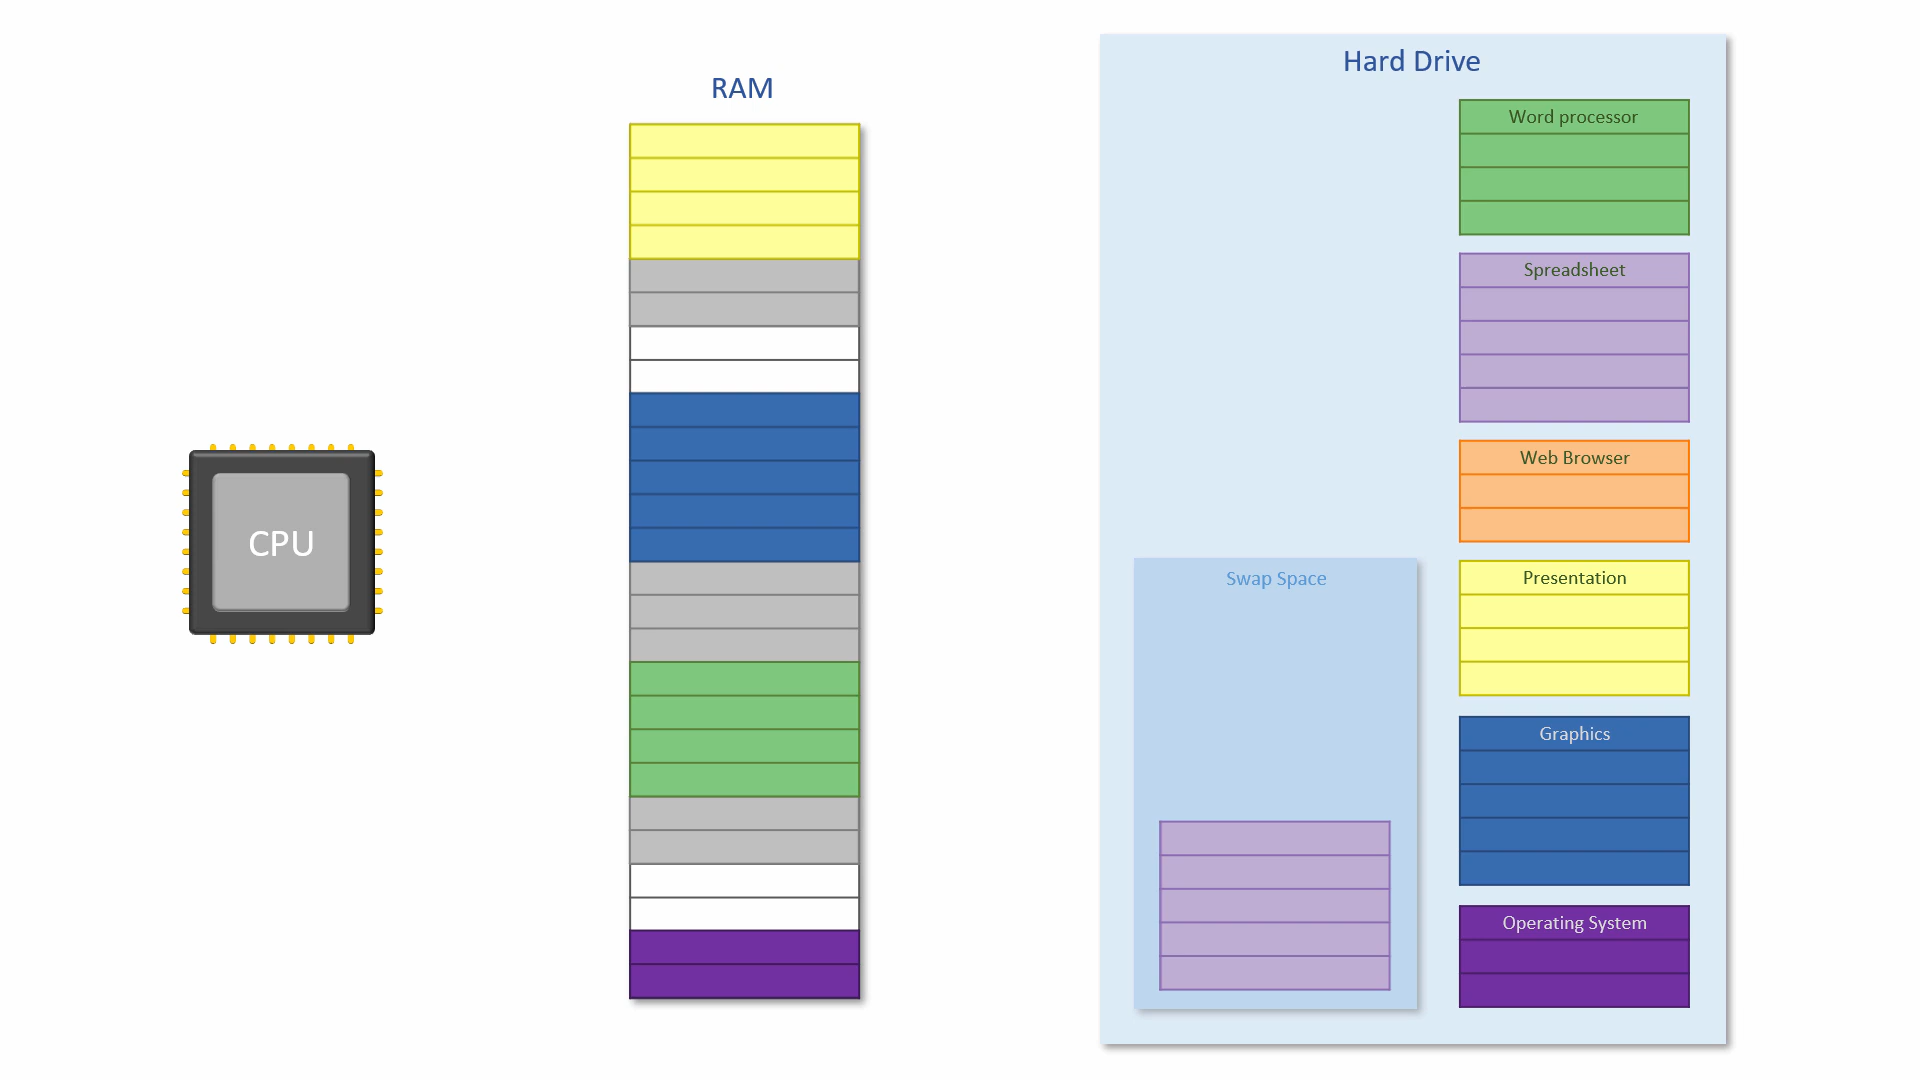 Hard Drive
RAM
Word processor
Spreadsheet
Web Browser
CPU
Swap Space
Presentation
Graphics
Operating System